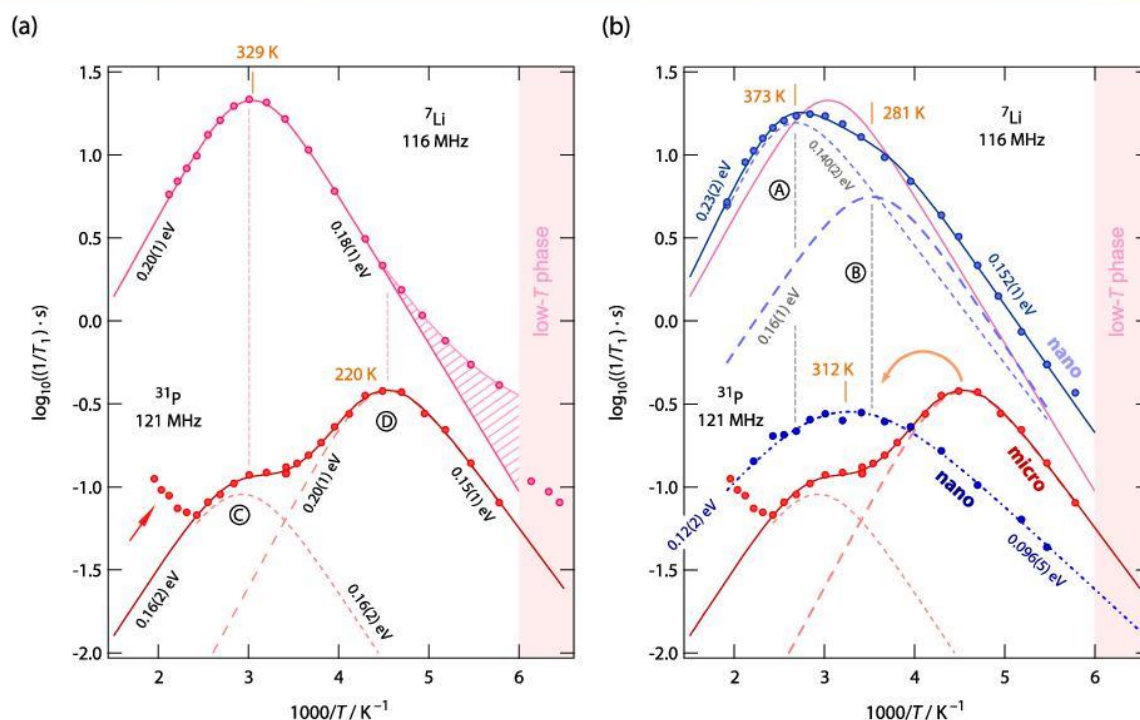 (a)
329 K
1.5
1.0
0.5
0.0
-0.5
-1.0
-1.5
-2.0
log10((1/T1) · s)
7Li
116 MHz
0.20(1) eV
0.18(1) eV
low-T phase
220 K
31P
121 MHz
D
C
0.20(1) eV
0.15(1) eV
0.16(2) eV
0.16(2) eV
2
3
4
5
6
1000/T / K-1
(b)
1.5
1.0
0.5
0.0
-0.5
-1.0
-1.5
-2.0
log10((1/T1) · s)
373 K
281 K
7Li
116 MHz
0.23(2) eV
A
0.140(2) eV
B
0.16(1) eV
0.152(1) eV
nano
low-T phase
312 K
31P
121 MHz
micro
nano
0.12(2) eV
0.096(5) eV
2
3
4
5
6
1000/T / K-1